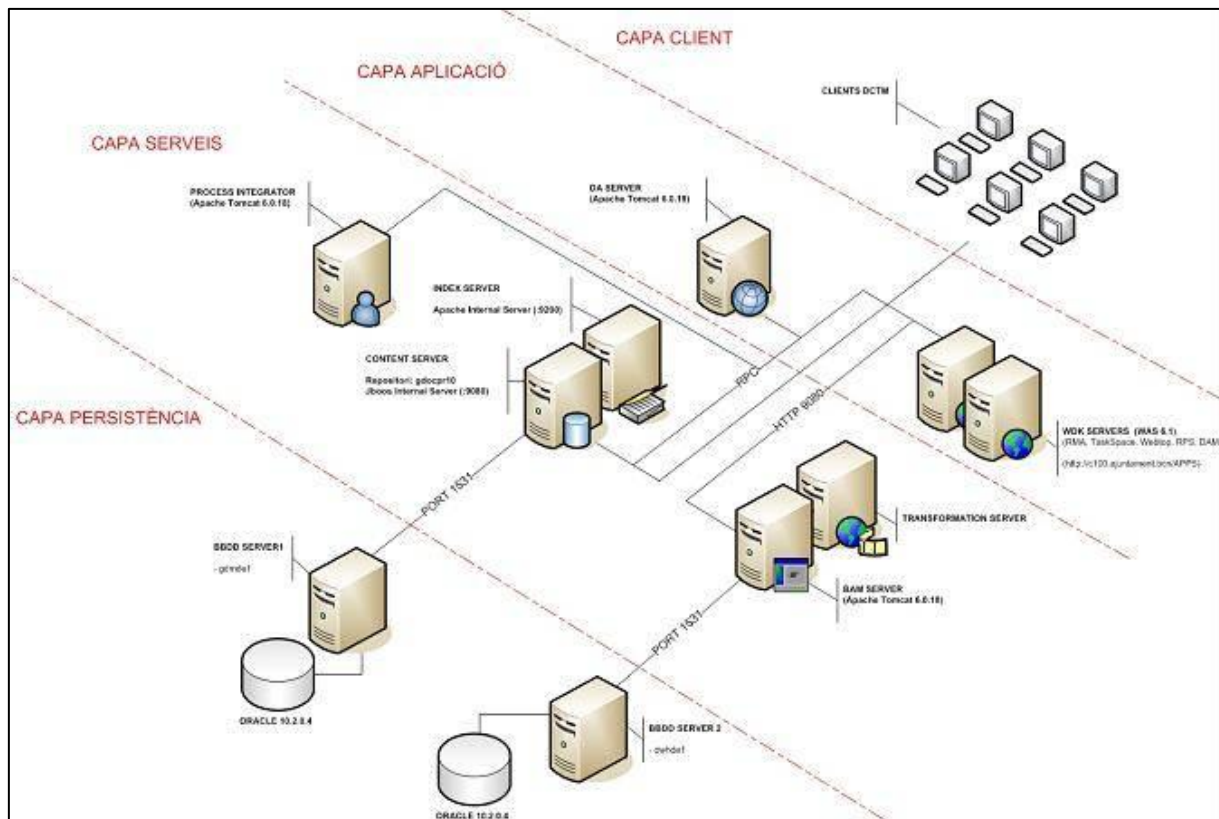 CAPA CLIENT
CAPA APLICACIÓ
CLIENTS DCTM
CAPA SERVEIS
PROCESS INTEGRATOR
(Apache Tomcat 6.0.18)
DA SERVER
(Apache Tomcat 6.0.18)
INDEX SERVER
Apache Internal Server (:9200)
CONTENT SERVER
Repositori: gdocpr10
Jboos Internal Server (:9080)
RPC
HTTP 9080
CAPA PERSISTÈNCIA
WDK SERVERS (WAS 6.1)
(RMA, TaskSpace, Webtop, RPS, DAM)
PORT 1531
TRANSFORMATION SERVER
BBDD SERVER1
BAM SERVER
(Apache Tomcat 6.0.18)
PORT 1531
ORACLE 10.2.0.4
BBDD SERVER 2
ORACLE 10.2.0.4